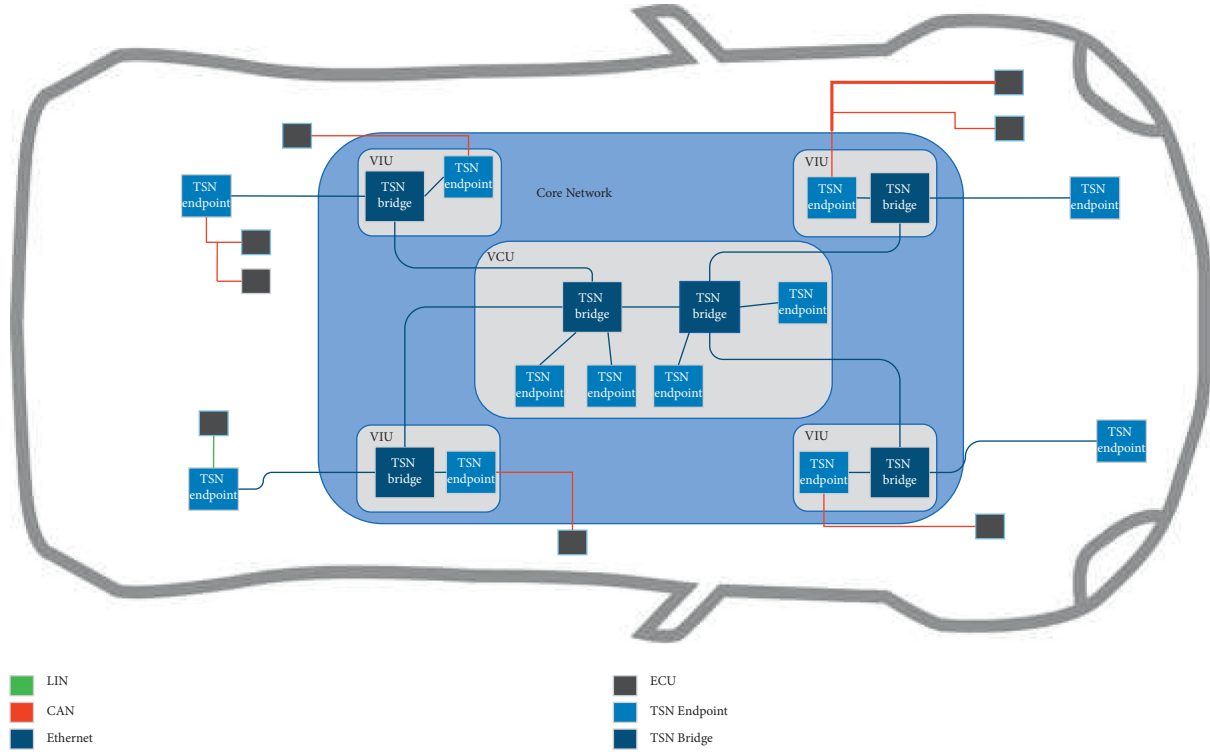 VIU
TSN
endpoint
TSN
bridge
TSN
endpoint
Core Network
VIU
TSN
endpoint
TSN
bridge
TSN
endpoint
VCU
TSN
bridge
TSN
bridge
TSN
endpoint
TSN
endpoint
TSN
endpoint
TSN
endpoint
VIU
TSN
bridge
TSN
endpoint
TSN
endpoint
VIU
TSN
endpoint
TSN
bridge
TSN
endpoint
LIN
CAN
Ethernet
ECU
TSN Endpoint
TSN Bridge